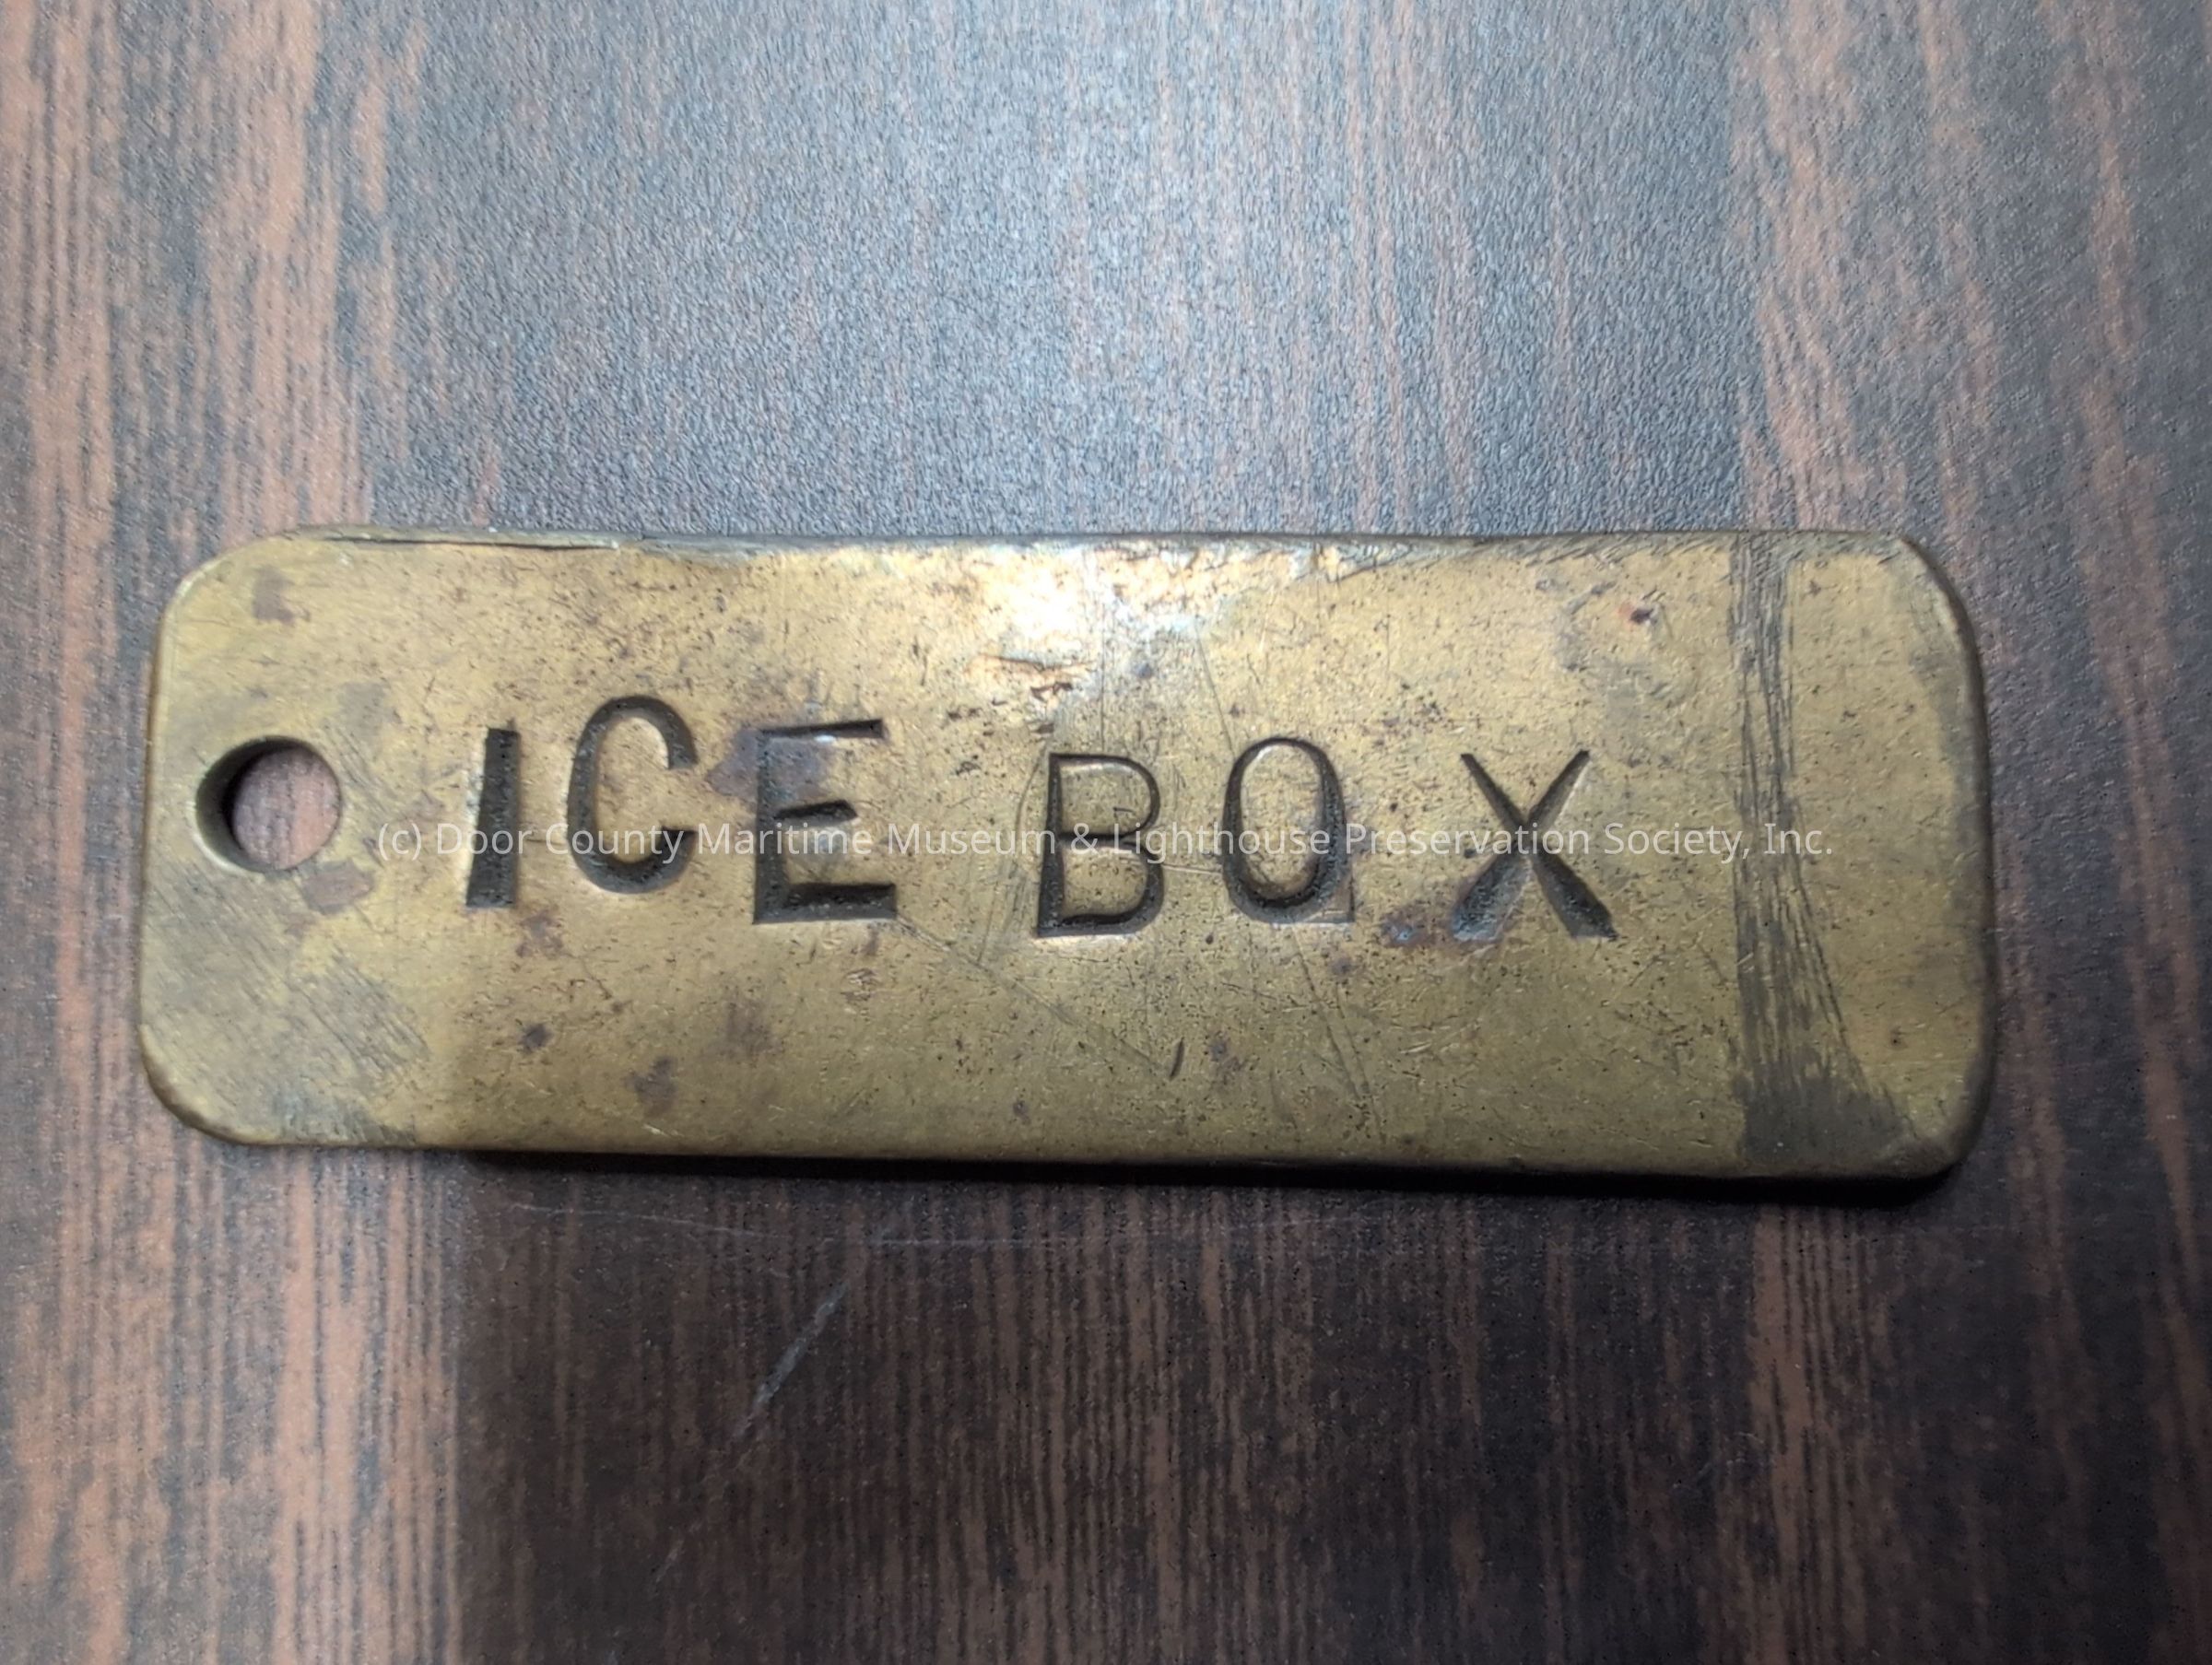 ICE BOX
(c) Door County Maritime Museum & Lighthouse Preservation Society, Inc.